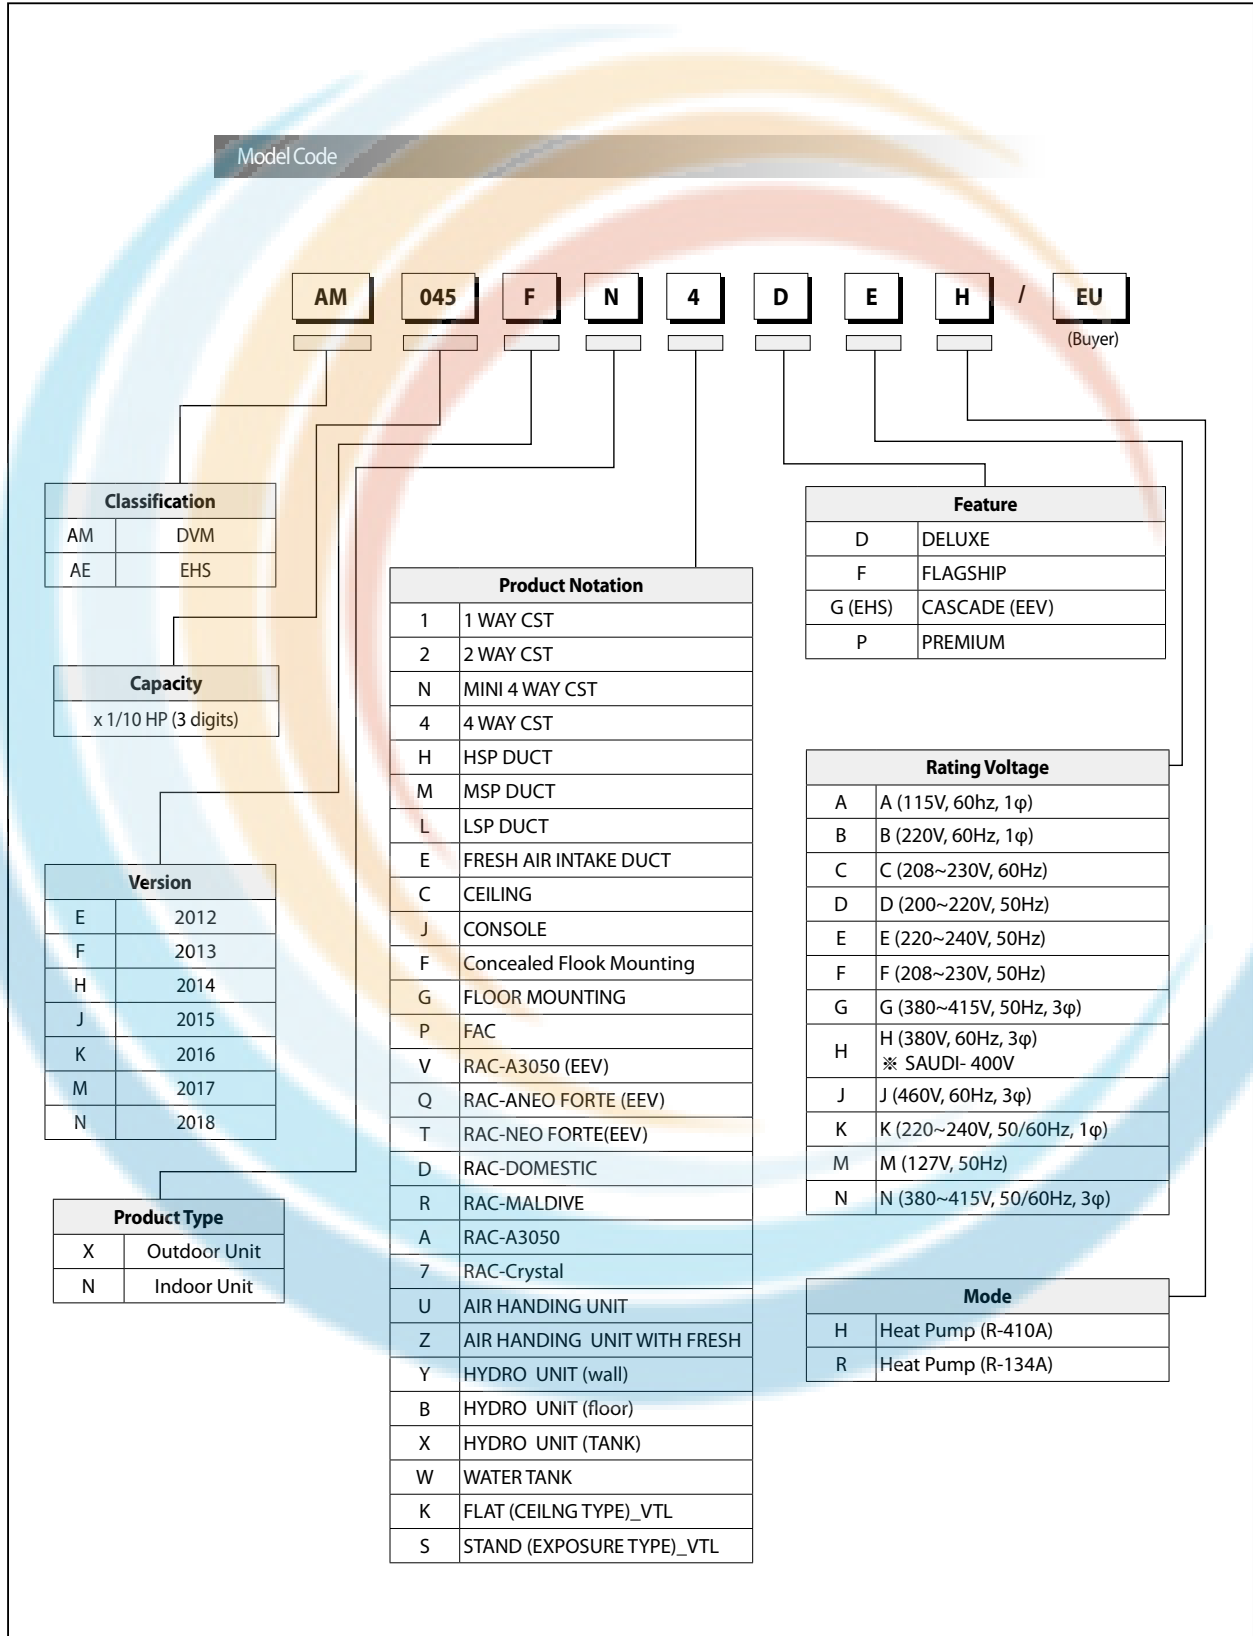 Model Code
AM 045 F N 4 D E H / EU
(Buyer)
Classification
AM DVM
AE EHS
Capacity
x 1/10 HP (3 digits)
Version
E 2012
F 2013
H 2014
J 2015
K 2016
M 2017
N 2018
Product Type
X Outdoor Unit
N Indoor Unit
Product Notation
1 1 WAY CST
2 2 WAY CST
N MINI 4 WAY CST
4 4 WAY CST
H HSP DUCT
M MSP DUCT
L LSP DUCT
E FRESH AIR INTAKE DUCT
C CEILING
J CONSOLE
F Concealed Flook Mounting
G FLOOR MOUNTING
P FAC
V RAC-A3050 (EEV)
Q RAC-ANEO FORTE (EEV)
T RAC-NEO FORTE(EEV)
D RAC-DOMESTIC
R RAC-MALDIVE
A RAC-A3050
7 RAC-Crystal
U AIR HANDING UNIT
Z AIR HANDING UNIT WITH FRESH
Y HYDRO UNIT (wall)
B HYDRO UNIT (floor)
X HYDRO UNIT (TANK)
W WATER TANK
K FLAT (CEILNG TYPE)_VTL
S STAND (EXPOSURE TYPE)_VTL
Feature
D DELUXE
F FLAGSHIP
G (EHS) CASCADE (EEV)
P PREMIUM
Rating Voltage
A A (115V, 60hz, 1φ)
B B (220V, 60Hz, 1φ)
C C (208~230V, 60Hz)
D D (200~220V, 50Hz)
E E (220~240V, 50Hz)
F F (208~230V, 50Hz)
G G (380~415V, 50Hz, 3φ)
H H (380V, 60Hz, 3φ)
※ SAUDI- 400V
J J (460V, 60Hz, 3φ)
K K (220~240V, 50/60Hz, 1φ)
M M (127V, 50Hz)
N N (380~415V, 50/60Hz, 3φ)
Mode
H Heat Pump (R-410A)
R Heat Pump (R-134A)